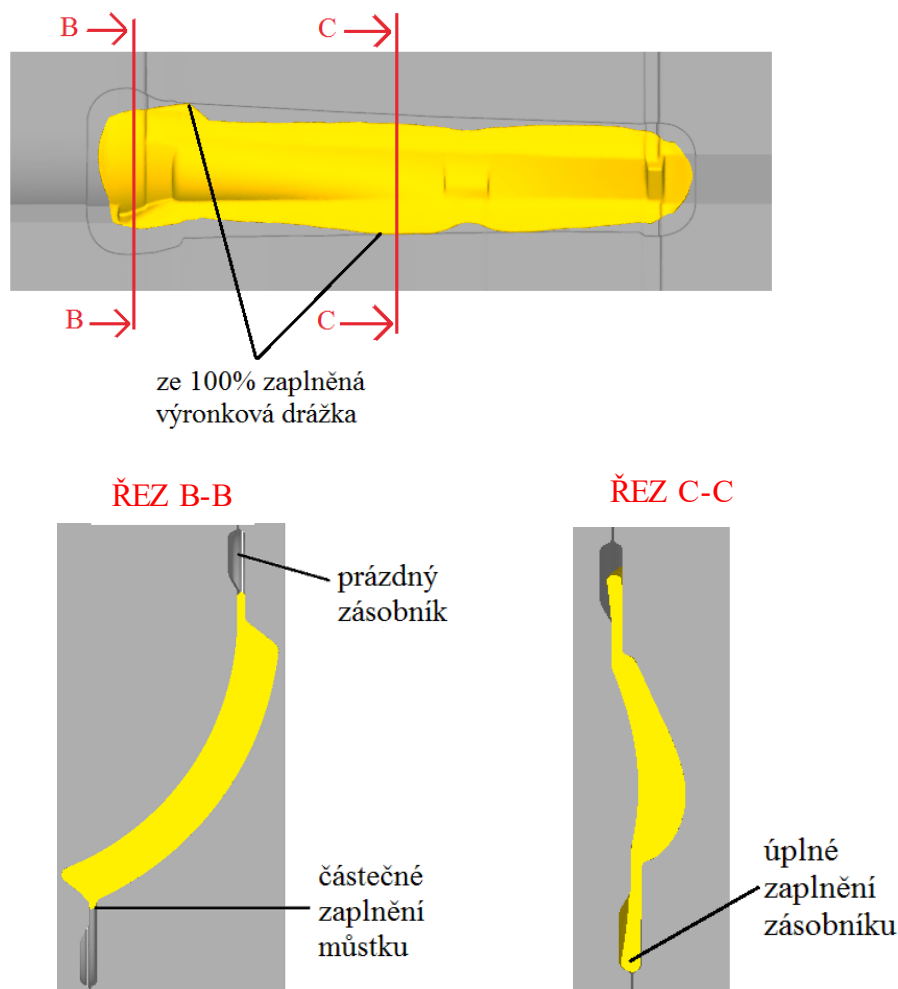 B
C
B
C
ze 100% zaplněná
výronková drážka
ŘEZ B-B
ŘEZ C-C
prázdný
zásobník
částečné
zaplnění
můstku
úplné
zaplnění
zásobníku